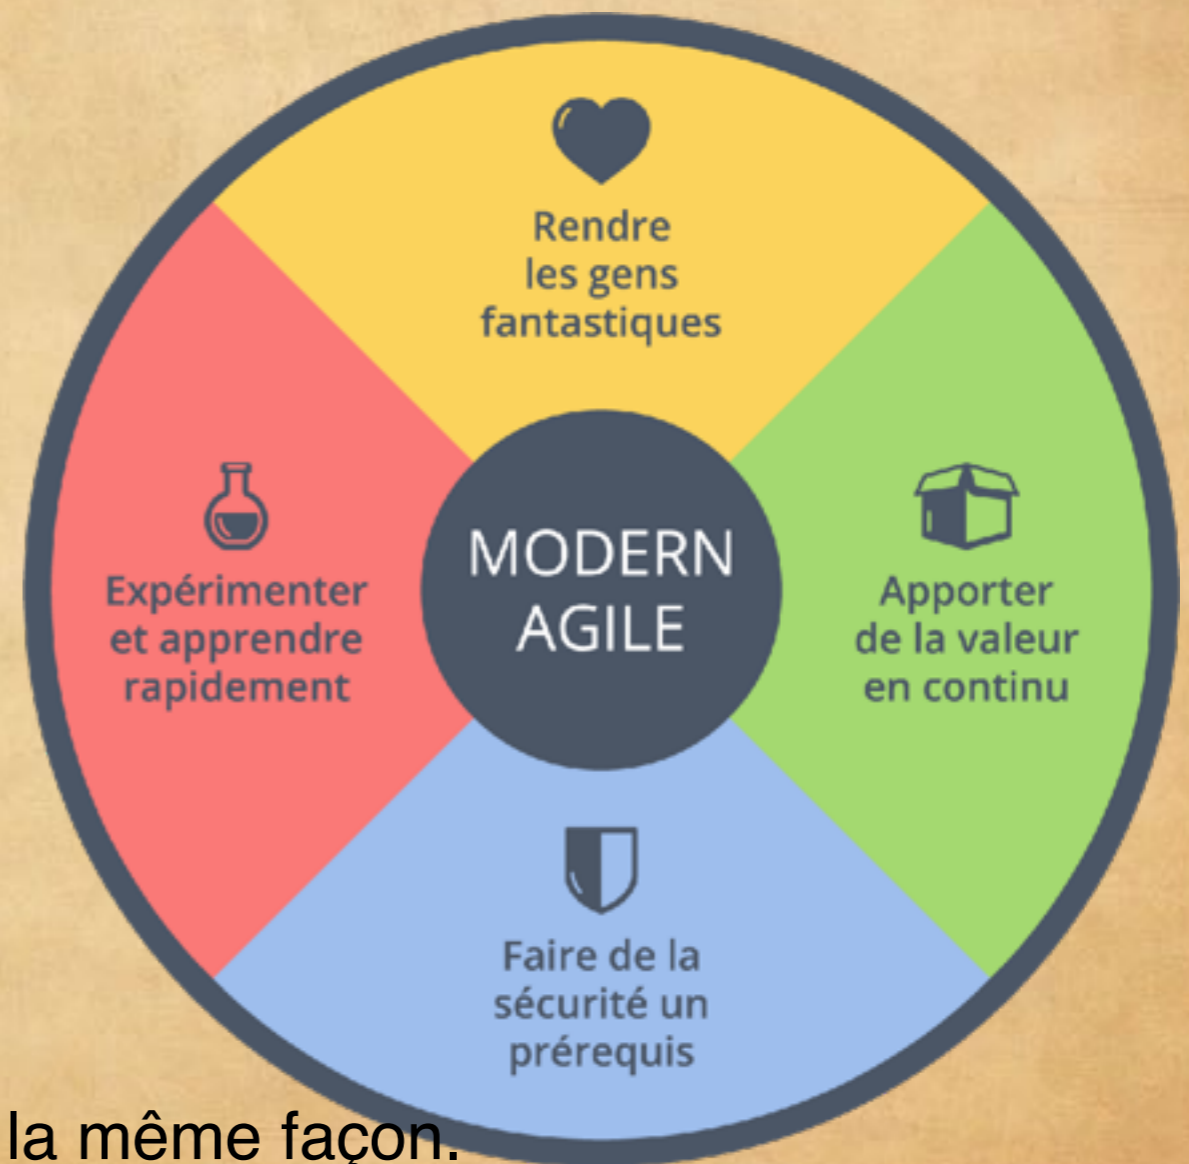 Rendre
les gens
fantastiques
Expérimenter
et apprendre
rapidement
MODERN
AGILE
Apporter
de la valeur
en continu
Faire de la
sécurité un
prérequis
la même façon.